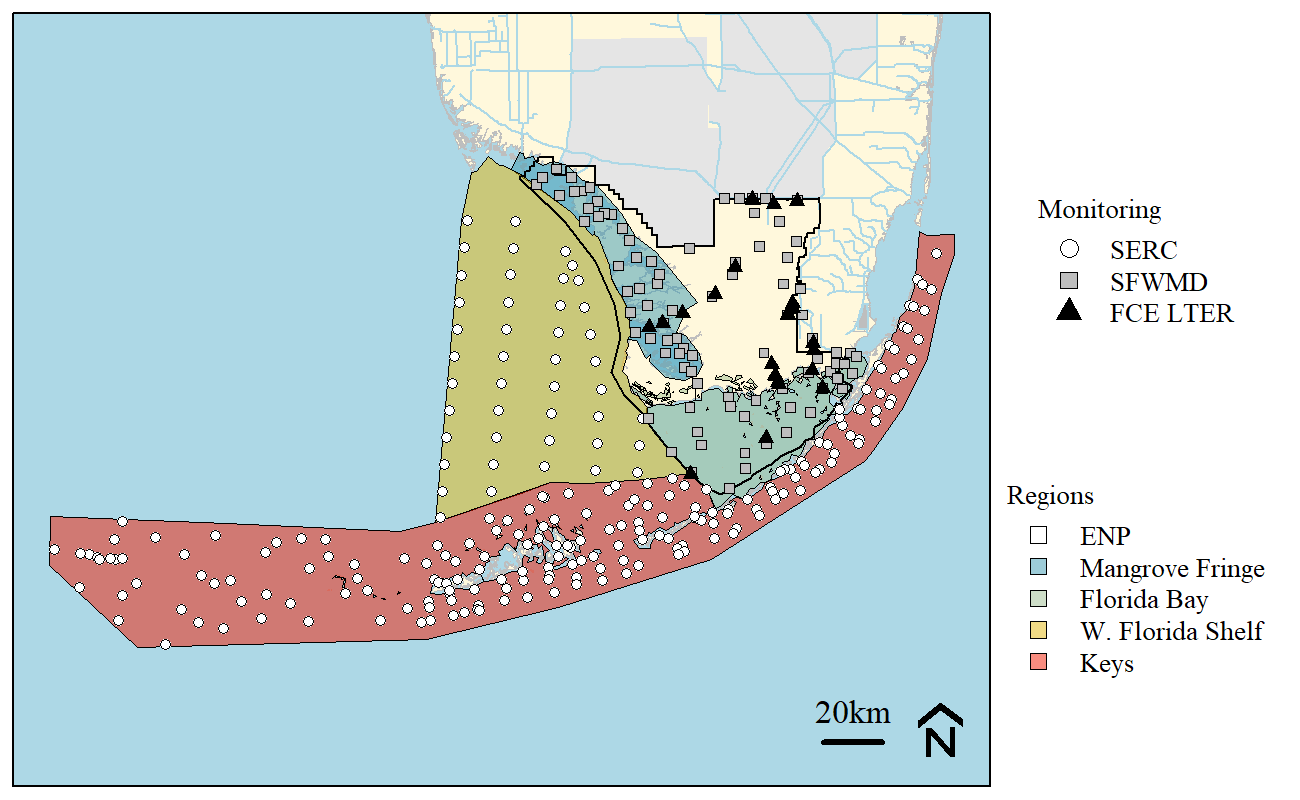 Monitoring
SERC
SFWMD
FCE LTER
Regions
ENP
Mangrove Fringe
Florida Bay
W. Florida Shelf
Keys
20km
N